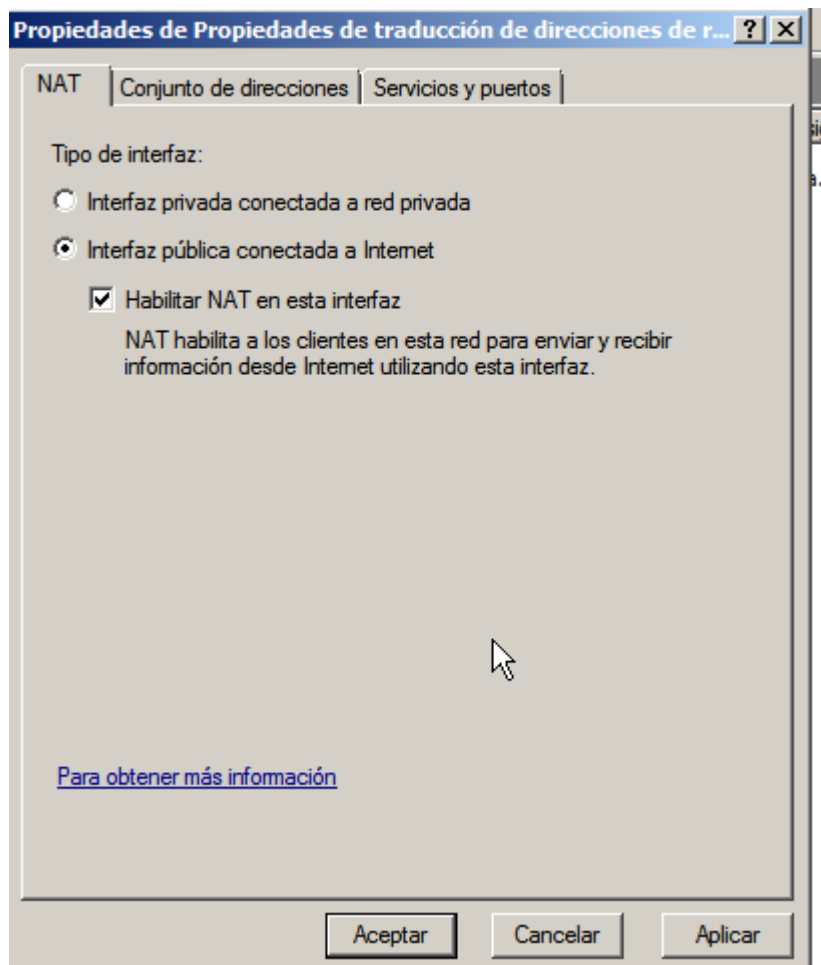 Propiedades de Propiedades de traducción de direcciones de r...
NAT
Conjunto de direcciones
Servicios y puertos
Tipo de interfaz:
Interfaz privada conectada a red privada
Interfaz pública conectada a Internet
Habilitar NAT en esta interfaz
NAT habilita a los clientes en esta red para enviar y recibir
información desde Internet utilizando esta interfaz.
Para obtener más información
Aceptar
Cancelar
Aplicar